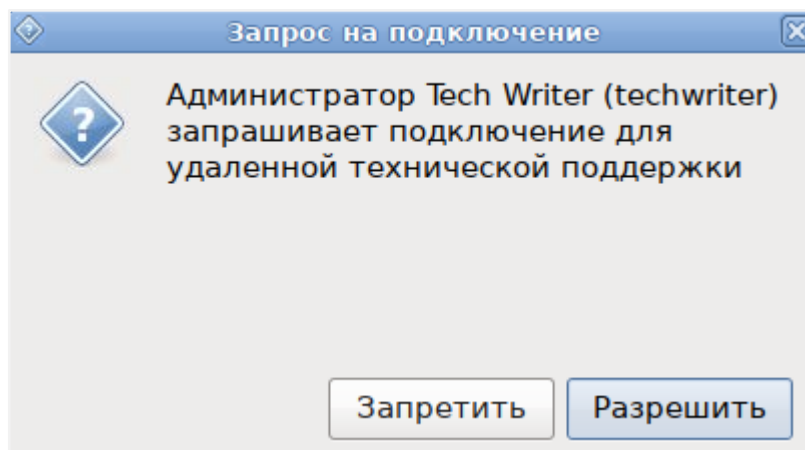 Запрос на подключение
Администратор Tech Writer (techwriter)
запрашивает подключение для
удаленной технической поддержки
Запретить Разрешить